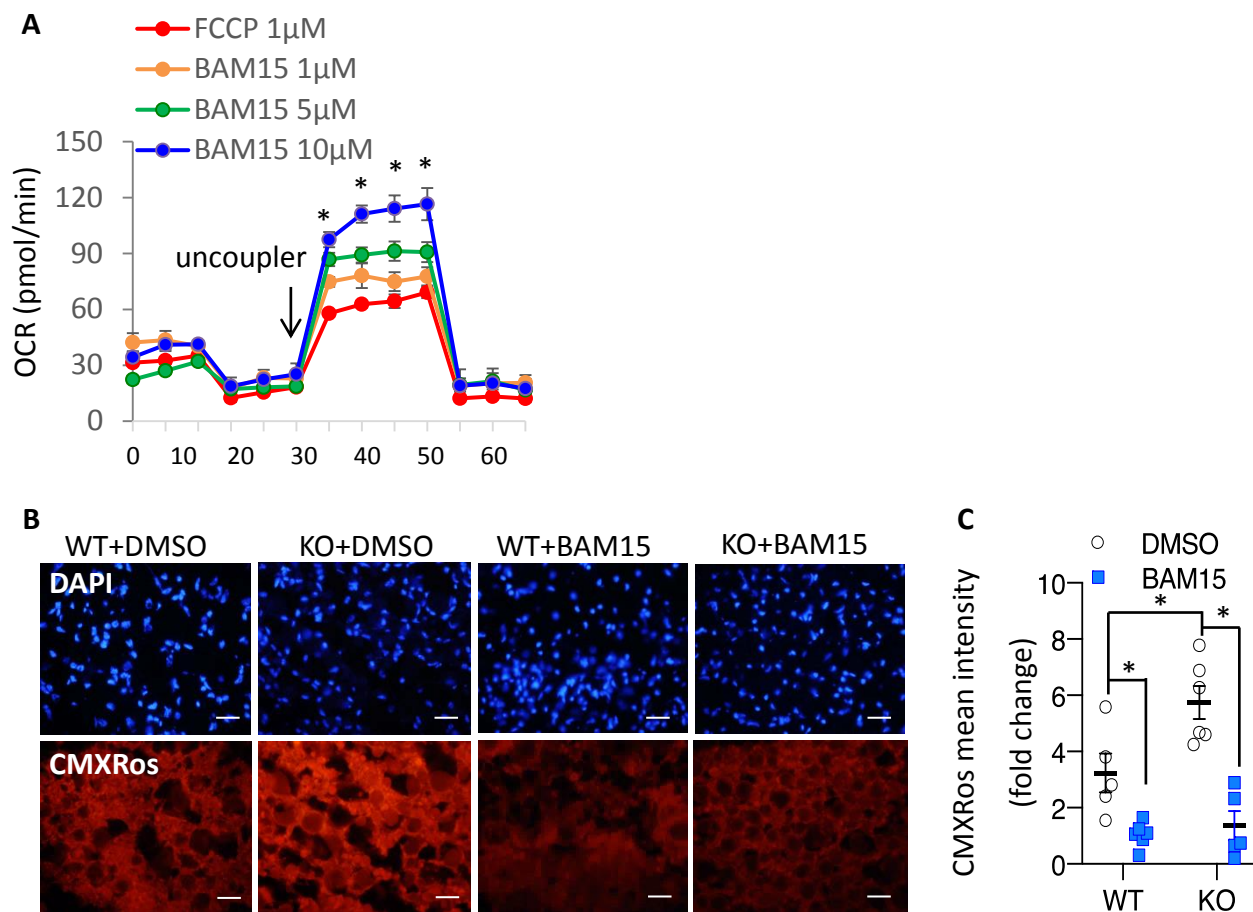 A
FCCP 1µM
BAM15 1µM
BAM15 5µM
BAM15 10µM
OCR (pmol/min)
150
120
90
60
30
0
uncoupler
* * * *
0 10 20 30 40 50 60
B
WT+DMSO KO+DMSO WT+BAM15 KO+BAM15
DAPI
CMXRos
C
DMSO
BAM15
CMXRos mean intensity
(fold change)
10
8
6
4
2
0
* *
*
WT KO